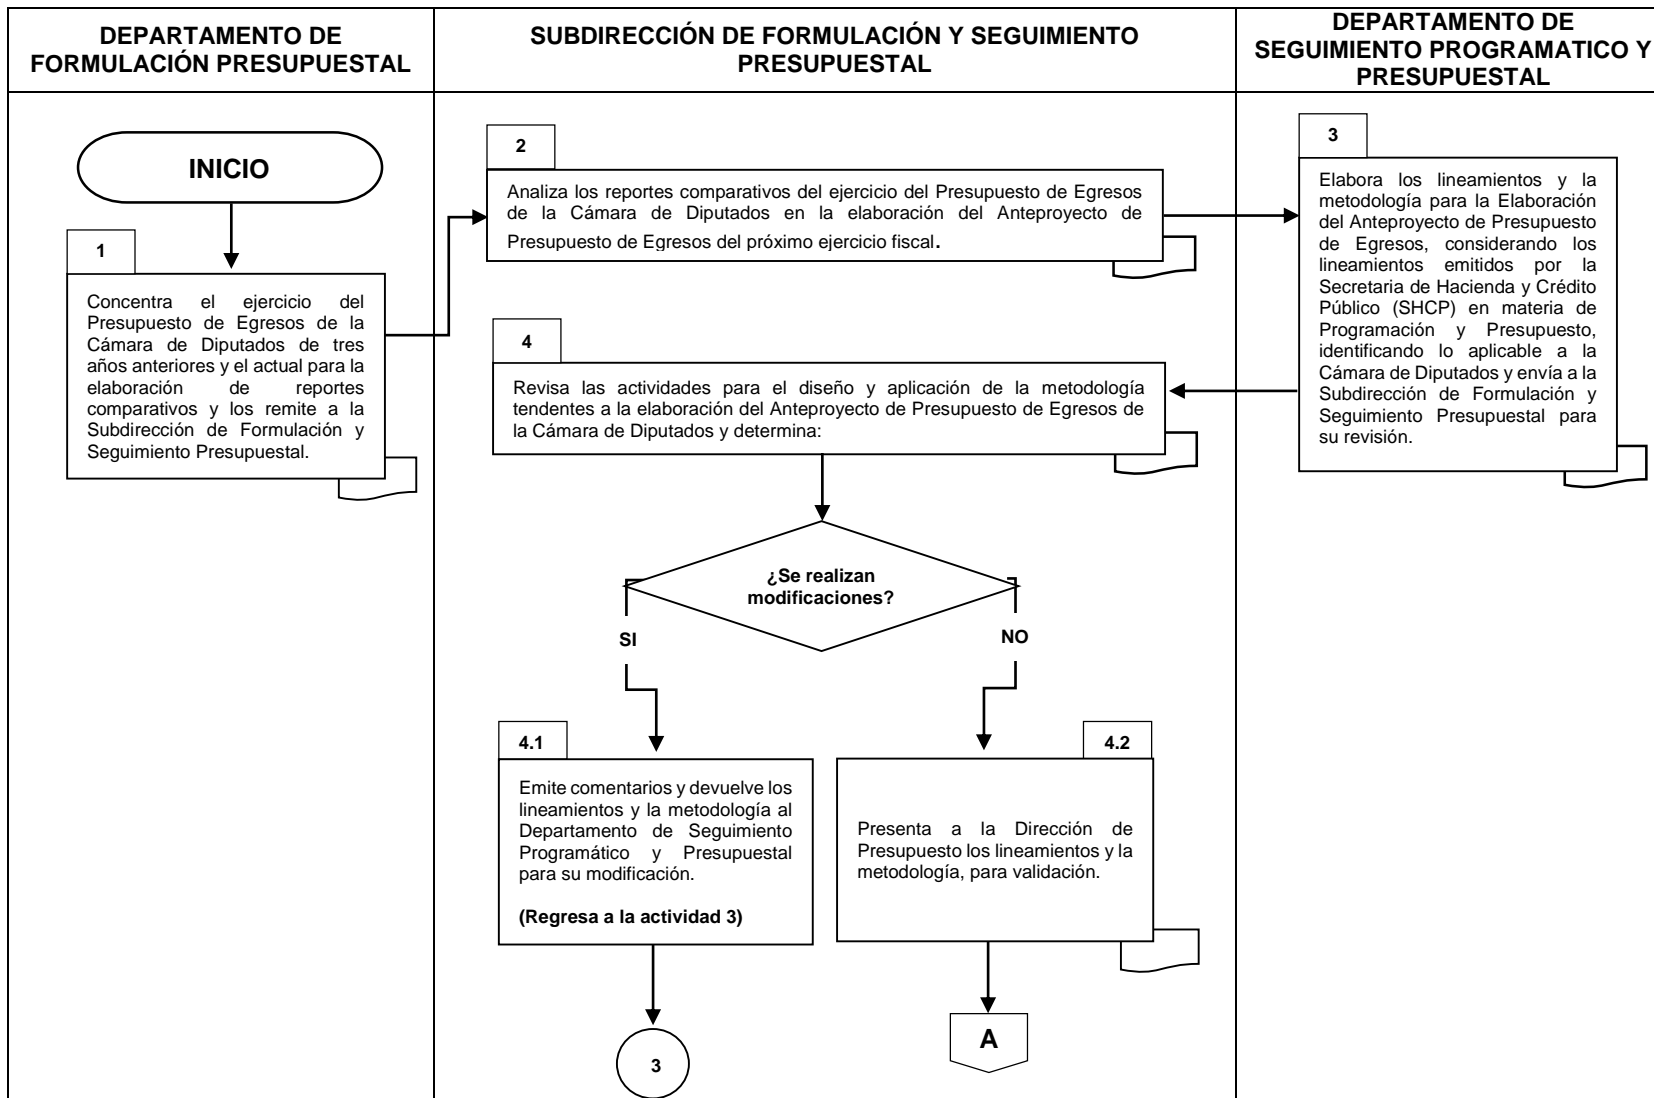 DEPARTAMENTO DE
FORMULACIÓN PRESUPUESTAL
SUBDIRECCIÓN DE FORMULACIÓN Y SEGUIMIENTO
PRESUPUESTAL
DEPARTAMENTO DE
SEGUIMIENTO PROGRAMATICO Y
PRESUPUESTAL
INICIO
1
Concentra el ejercicio del
Presupuesto de Egresos de la
Cámara de Diputados de tres
años anteriores y el actual para la
elaboración de reportes
comparativos y los remite a la
Subdirección de Formulación y
Seguimiento Presupuestal.
2
Analiza los reportes comparativos del ejercicio del Presupuesto de Egresos
de la Cámara de Diputados en la elaboración del Anteproyecto de
Presupuesto de Egresos del próximo ejercicio fiscal.
3
Elabora los lineamientos y la
metodología para la Elaboración
del Anteproyecto de Presupuesto
de Egresos, considerando los
lineamientos emitidos por la
Secretaria de Hacienda y Crédito
Público (SHCP) en materia de
Programación y Presupuesto,
identificando lo aplicable a la
Cámara de Diputados y envía a la
Subdirección de Formulación y
Seguimiento Presupuestal para
su revisión.
4
Revisa las actividades para el diseño y aplicación de la metodología
tendentes a la elaboración del Anteproyecto de Presupuesto de Egresos de
la Cámara de Diputados y determina:
¿Se realizan
modificaciones?
SI
NO
4.1
Emite comentarios y devuelve los
lineamientos y la metodología al
Departamento de Seguimiento
Programático y Presupuestal
para su modificación.
(Regresa a la actividad 3)
4.2
Presenta a la Dirección de
Presupuesto los lineamientos y la
metodología, para validación.
3
A